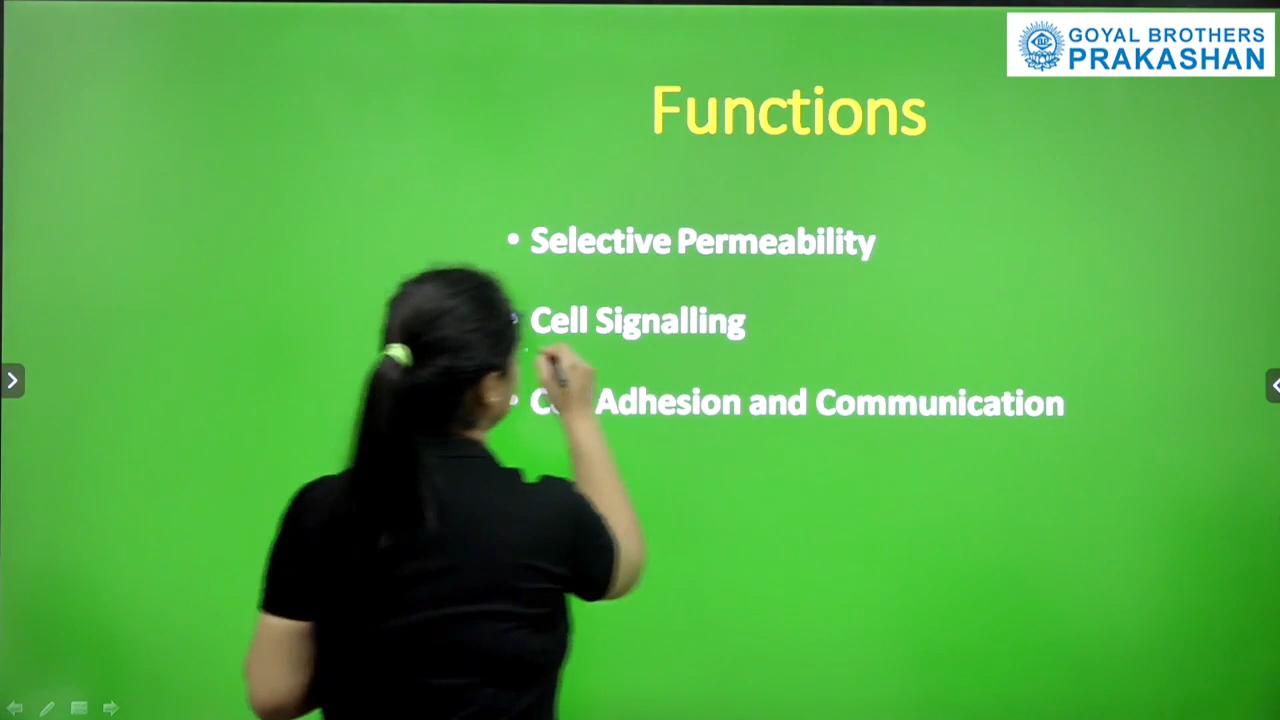 GOYAL BROTHERS
PRAKASHAN
Functions
• Selective Permeability
Cell Signalling
• Adhesion and Communication